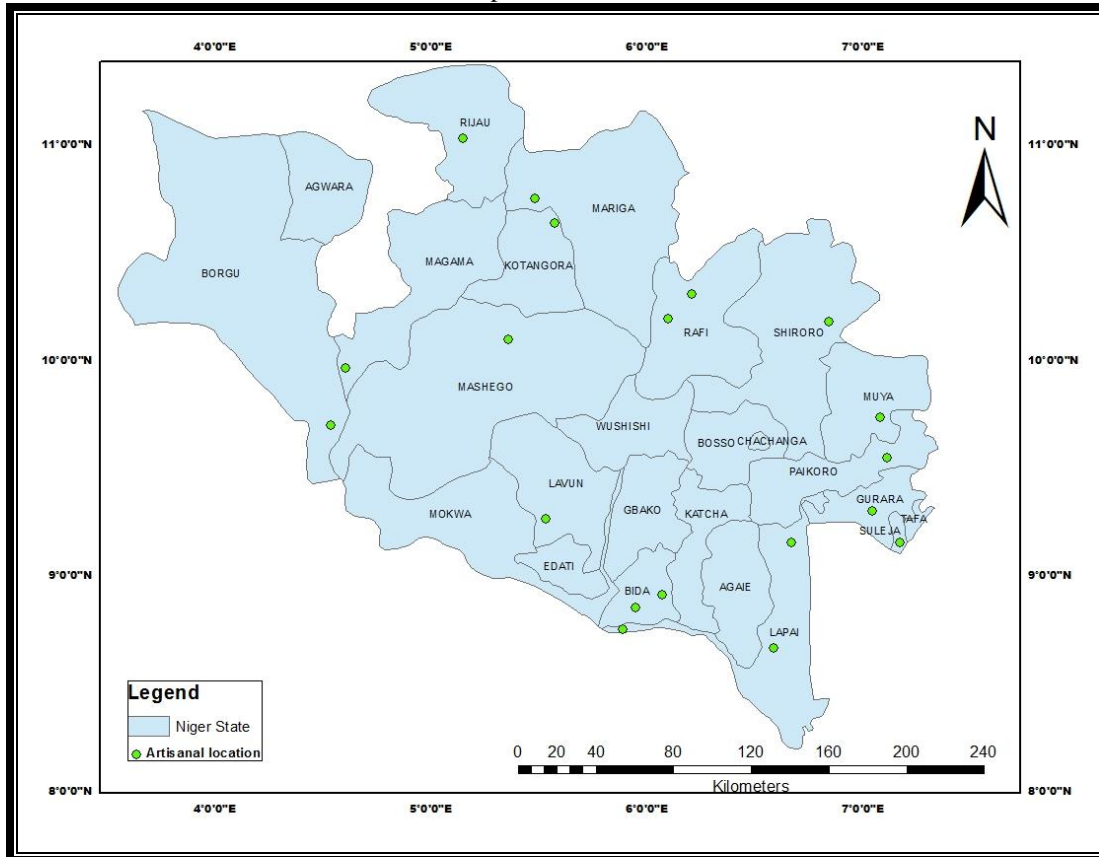 4°0'0"E 5°0'0"E 6°0'0"E 7°0'0"E
N
RIJAU
11°0'0"N 11°0'0"N
AGWARA
MARIGA
MAGAMA
KOTANGORA
BORGU
RAFI
SHIRORO
10°0'0"N 10°0'0"N
MASHEGO
MUYA
WUSHISHI
BOSSO
CHACHANGA
PAIKORO
LAVUN
GURARA
MOKWA
GBAKO
KATCHA
TAFA
SULEJA
EDATI
9°0'0"N 9°0'0"N
BIDA
AGAIE
LAPAI
Legend
Niger State
Artisanal location
0 20 40 80 120 160 200 240
Kilometers
8°0'0"N 8°0'0"N
4°0'0"E 5°0'0"E 6°0'0"E 7°0'0"E